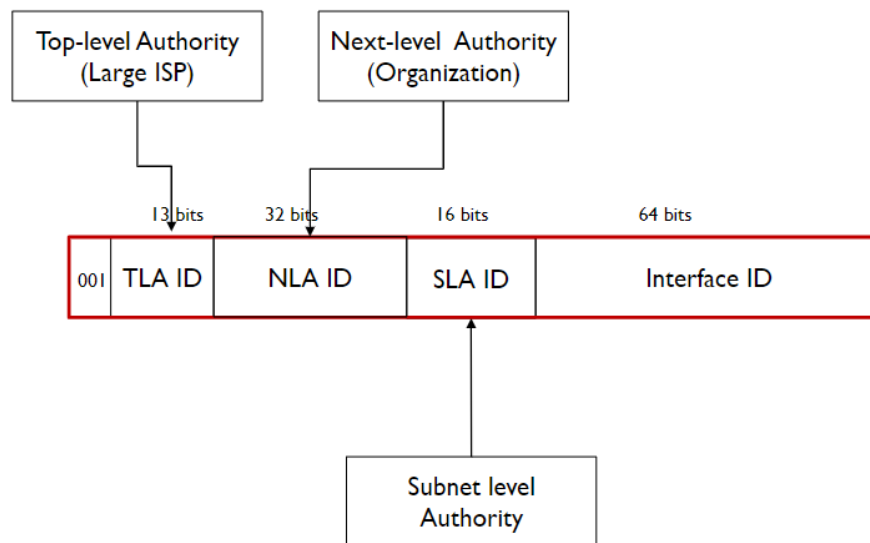 Top-level Authority
(Large ISP)
Next-level Authority
(Organization)
13 bits
32 bits
16 bits
64 bits
001
TLA ID
NLA ID
SLA ID
Interface ID
Subnet level
Authority